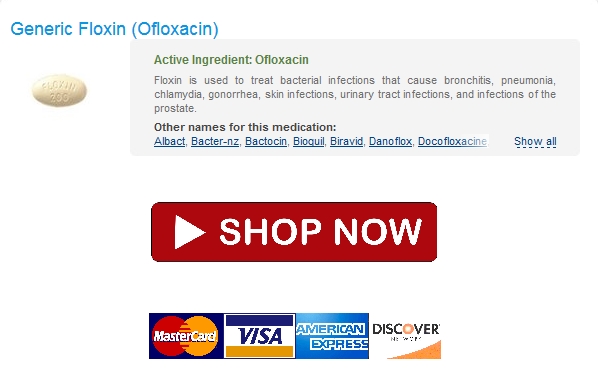 Generic Floxin (Ofloxacin)
Active Ingredient: Ofloxacin
Floxin is used to treat bacterial infections that cause bronchitis, pneumonia,
chlamydia, gonorrhea, skin infections, urinary tract infections, and infections of the
prostate.
Other names for this medication:
Albact, Bacter-nz, Bactocin, Bioquil, Biravid, Danoflox, Docofloxacine, Show all
FLOXIN
200
SHOP NOW
MasterCard VISA AMERICAN EXPRESS DISCOVER NETWORK